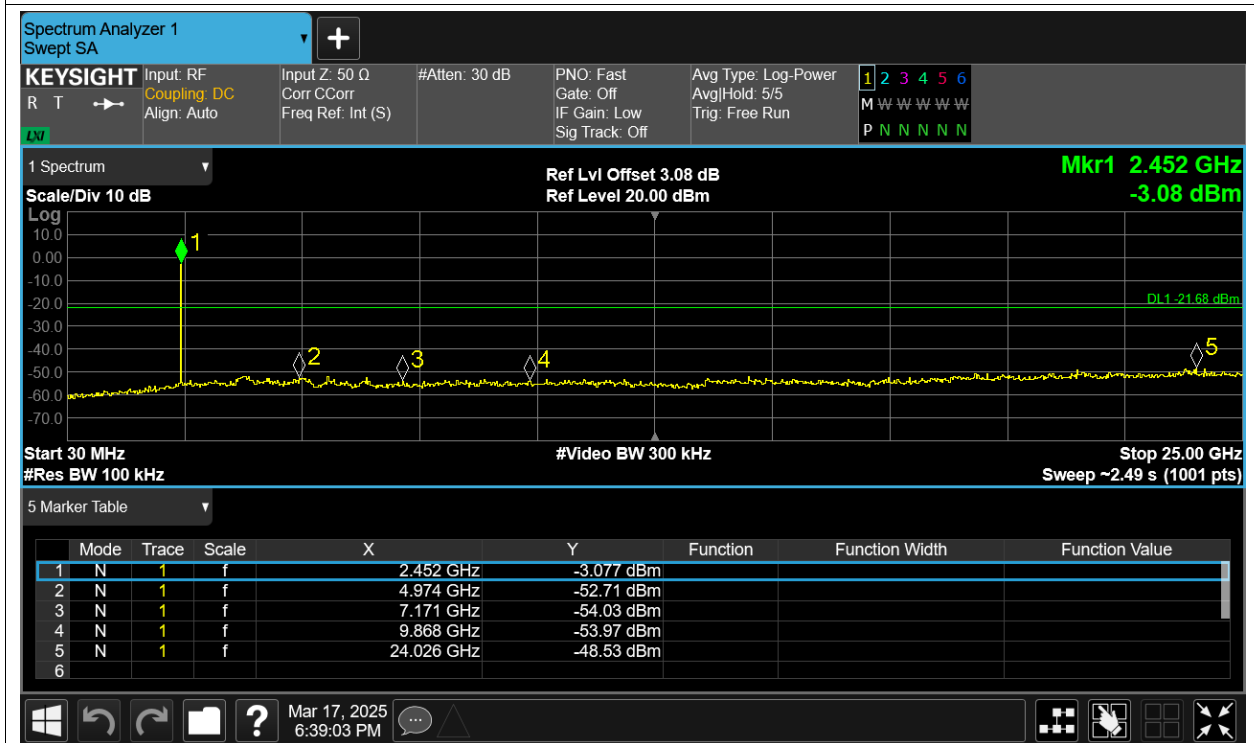 Spectrum Analyzer 1
Swept SA
KEYSIGHT
R T
LXI
Input: RF
Coupling: DC
Align: Auto
Input Z: 50 Ω
Corr CCorr
Freq Ref: Int (S)
#Atten: 30 dB
PNO: Fast
Gate: Off
IF Gain: Low
Sig Track: Off
Avg Type: Log-Power
Avg|Hold: 5/5
Trig: Free Run
1 2 3 4 5 6
M W W W W W
P N N N N N
1 Spectrum
Scale/Div 10 dB
Ref Lvl Offset 3.08 dB
Ref Level 20.00 dBm
Mkr1 2.452 GHz
-3.08 dBm
Log
10.0
0.00
-10.0
-20.0
-30.0
-40.0
-50.0
-60.0
-70.0
1
2
3
4
5
DL1 -21.68 dBm
Start 30 MHz
#Video BW 300 kHz
Stop 25.00 GHz
#Res BW 100 kHz
Sweep ~2.49 s (1001 pts)
5 Marker Table
Mode Trace Scale X Y Function Function Width Function Value
1 N 1 f 2.452 GHz -3.077 dBm
2 N 1 f 4.974 GHz -52.71 dBm
3 N 1 f 7.171 GHz -54.03 dBm
4 N 1 f 9.868 GHz -53.97 dBm
5 N 1 f 24.026 GHz -48.53 dBm
6
?
Mar 17, 2025
6:39:03 PM